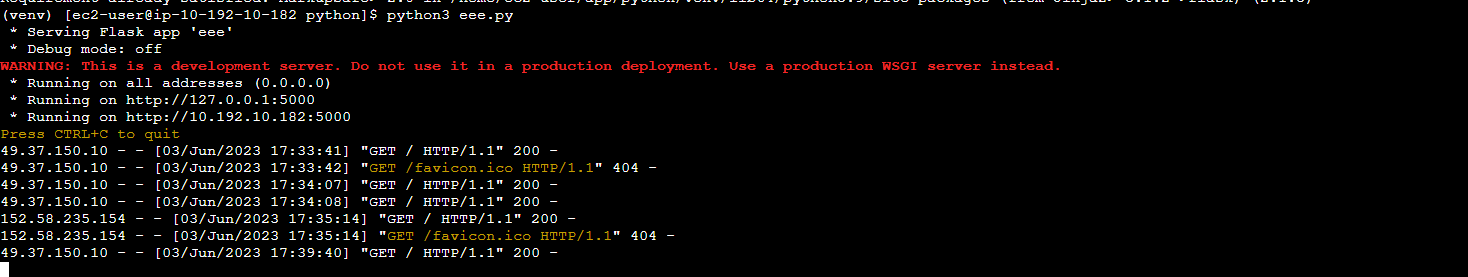 (venv) [ec2-user@ip-10-192-10-182 python]$ python3 eee.py
 * Serving Flask app 'eee'
 * Debug mode: off
WARNING: This is a development server. Do not use it in a production deployment. Use a production WSGI server instead.
 * Running on all addresses (0.0.0.0)
 * Running on http://127.0.0.1:5000
 * Running on http://10.192.10.182:5000
Press CTRL+C to quit
49.37.150.10 - - [03/Jun/2023 17:33:41] "GET / HTTP/1.1" 200 -
49.37.150.10 - - [03/Jun/2023 17:33:42] "GET /favicon.ico HTTP/1.1" 404 -
49.37.150.10 - - [03/Jun/2023 17:34:07] "GET / HTTP/1.1" 200 -
49.37.150.10 - - [03/Jun/2023 17:34:08] "GET / HTTP/1.1" 200 -
152.58.235.154 - - [03/Jun/2023 17:35:14] "GET / HTTP/1.1" 200 -
152.58.235.154 - - [03/Jun/2023 17:35:14] "GET /favicon.ico HTTP/1.1" 404 -
49.37.150.10 - - [03/Jun/2023 17:39:40] "GET / HTTP/1.1" 200 -